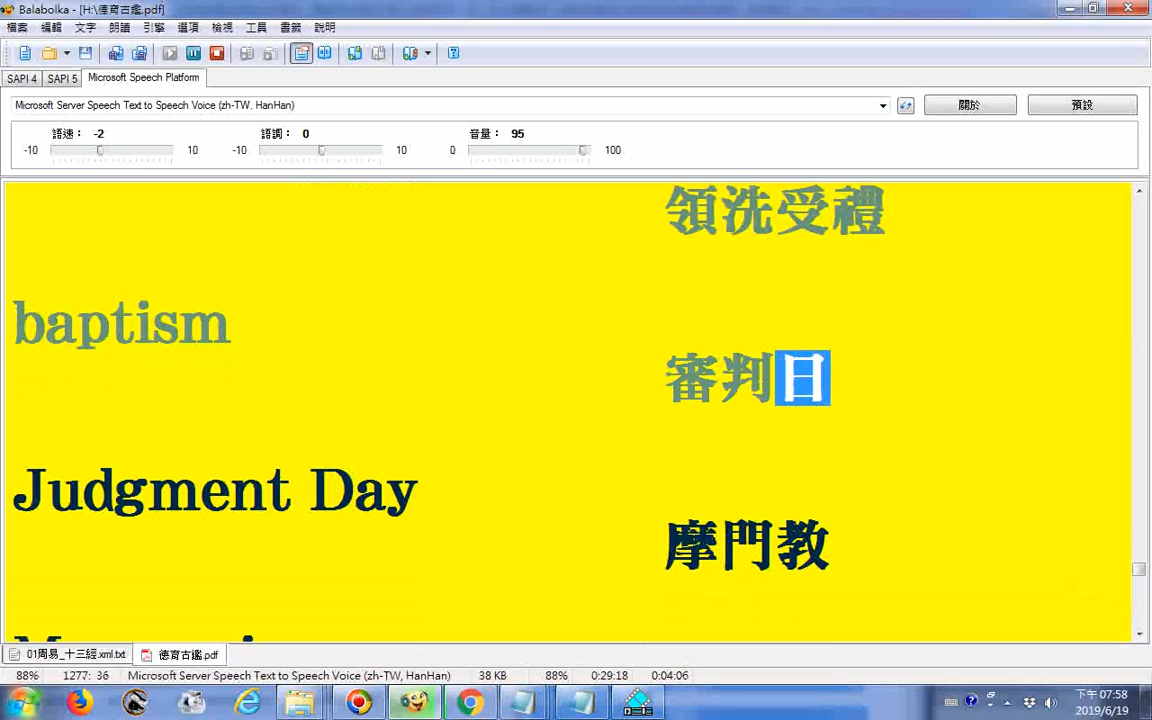 Balabolka - [H:\德育古鑑.pdf]
檔案 編輯 文字 朗讀 引擎 選項 檢視 工具 書籤 說明
SAPI 4 SAPI 5 Microsoft Speech Platform
Microsoft Server Speech Text to Speech Voice (zh-TW, HanHan)
關於 預設
語速： -2 語調： 0 音量： 95
-10 10 -10 10 0 100
領洗受禮
baptism
審判日
Judgment Day
摩門教
01周易_十三經.xml.txt 德育古鑑.pdf
88% 1277: 36 Microsoft Server Speech Text to Speech Voice (zh-TW, HanHan) 38 KB 88% 0:29:18 0:04:06
下午 07:58
2019/6/19